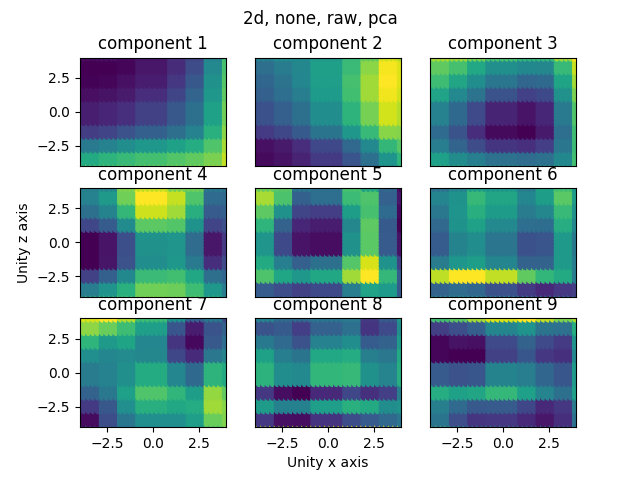 2d, none, raw, pca
component 1
component 2
component 3
2.5
0.0
−2.5
component 4
component 5
component 6
2.5
0.0
−2.5
Unity z axis
component 7
component 8
component 9
2.5
0.0
−2.5
−2.5 0.0 2.5
−2.5 0.0 2.5
−2.5 0.0 2.5
Unity x axis